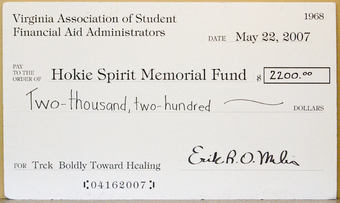 Virginia Association of Student 1968
Financial Aid Administrators
DATE May 22, 2007
PAY
TO THE
ORDER OF Hokie Spirit Memorial Fund $ 2200.00
Two-thousand, two-hundred DOLLARS
FOR Trek Boldly Toward Healing Erik R. O.
⑆04162007⑆